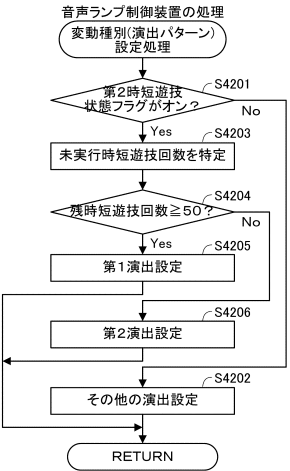 音声ランプ制御装置の処理
変動種別(演出パターン)
設定処理
S4201
第２時短遊技
状態フラグがオン？
No
Yes
S4203
未実行時短遊技回数を特定
S4204
残時短遊技回数≧５０？
No
Yes
S4205
第１演出設定
S4206
第２演出設定
S4202
その他の演出設定
RETURN